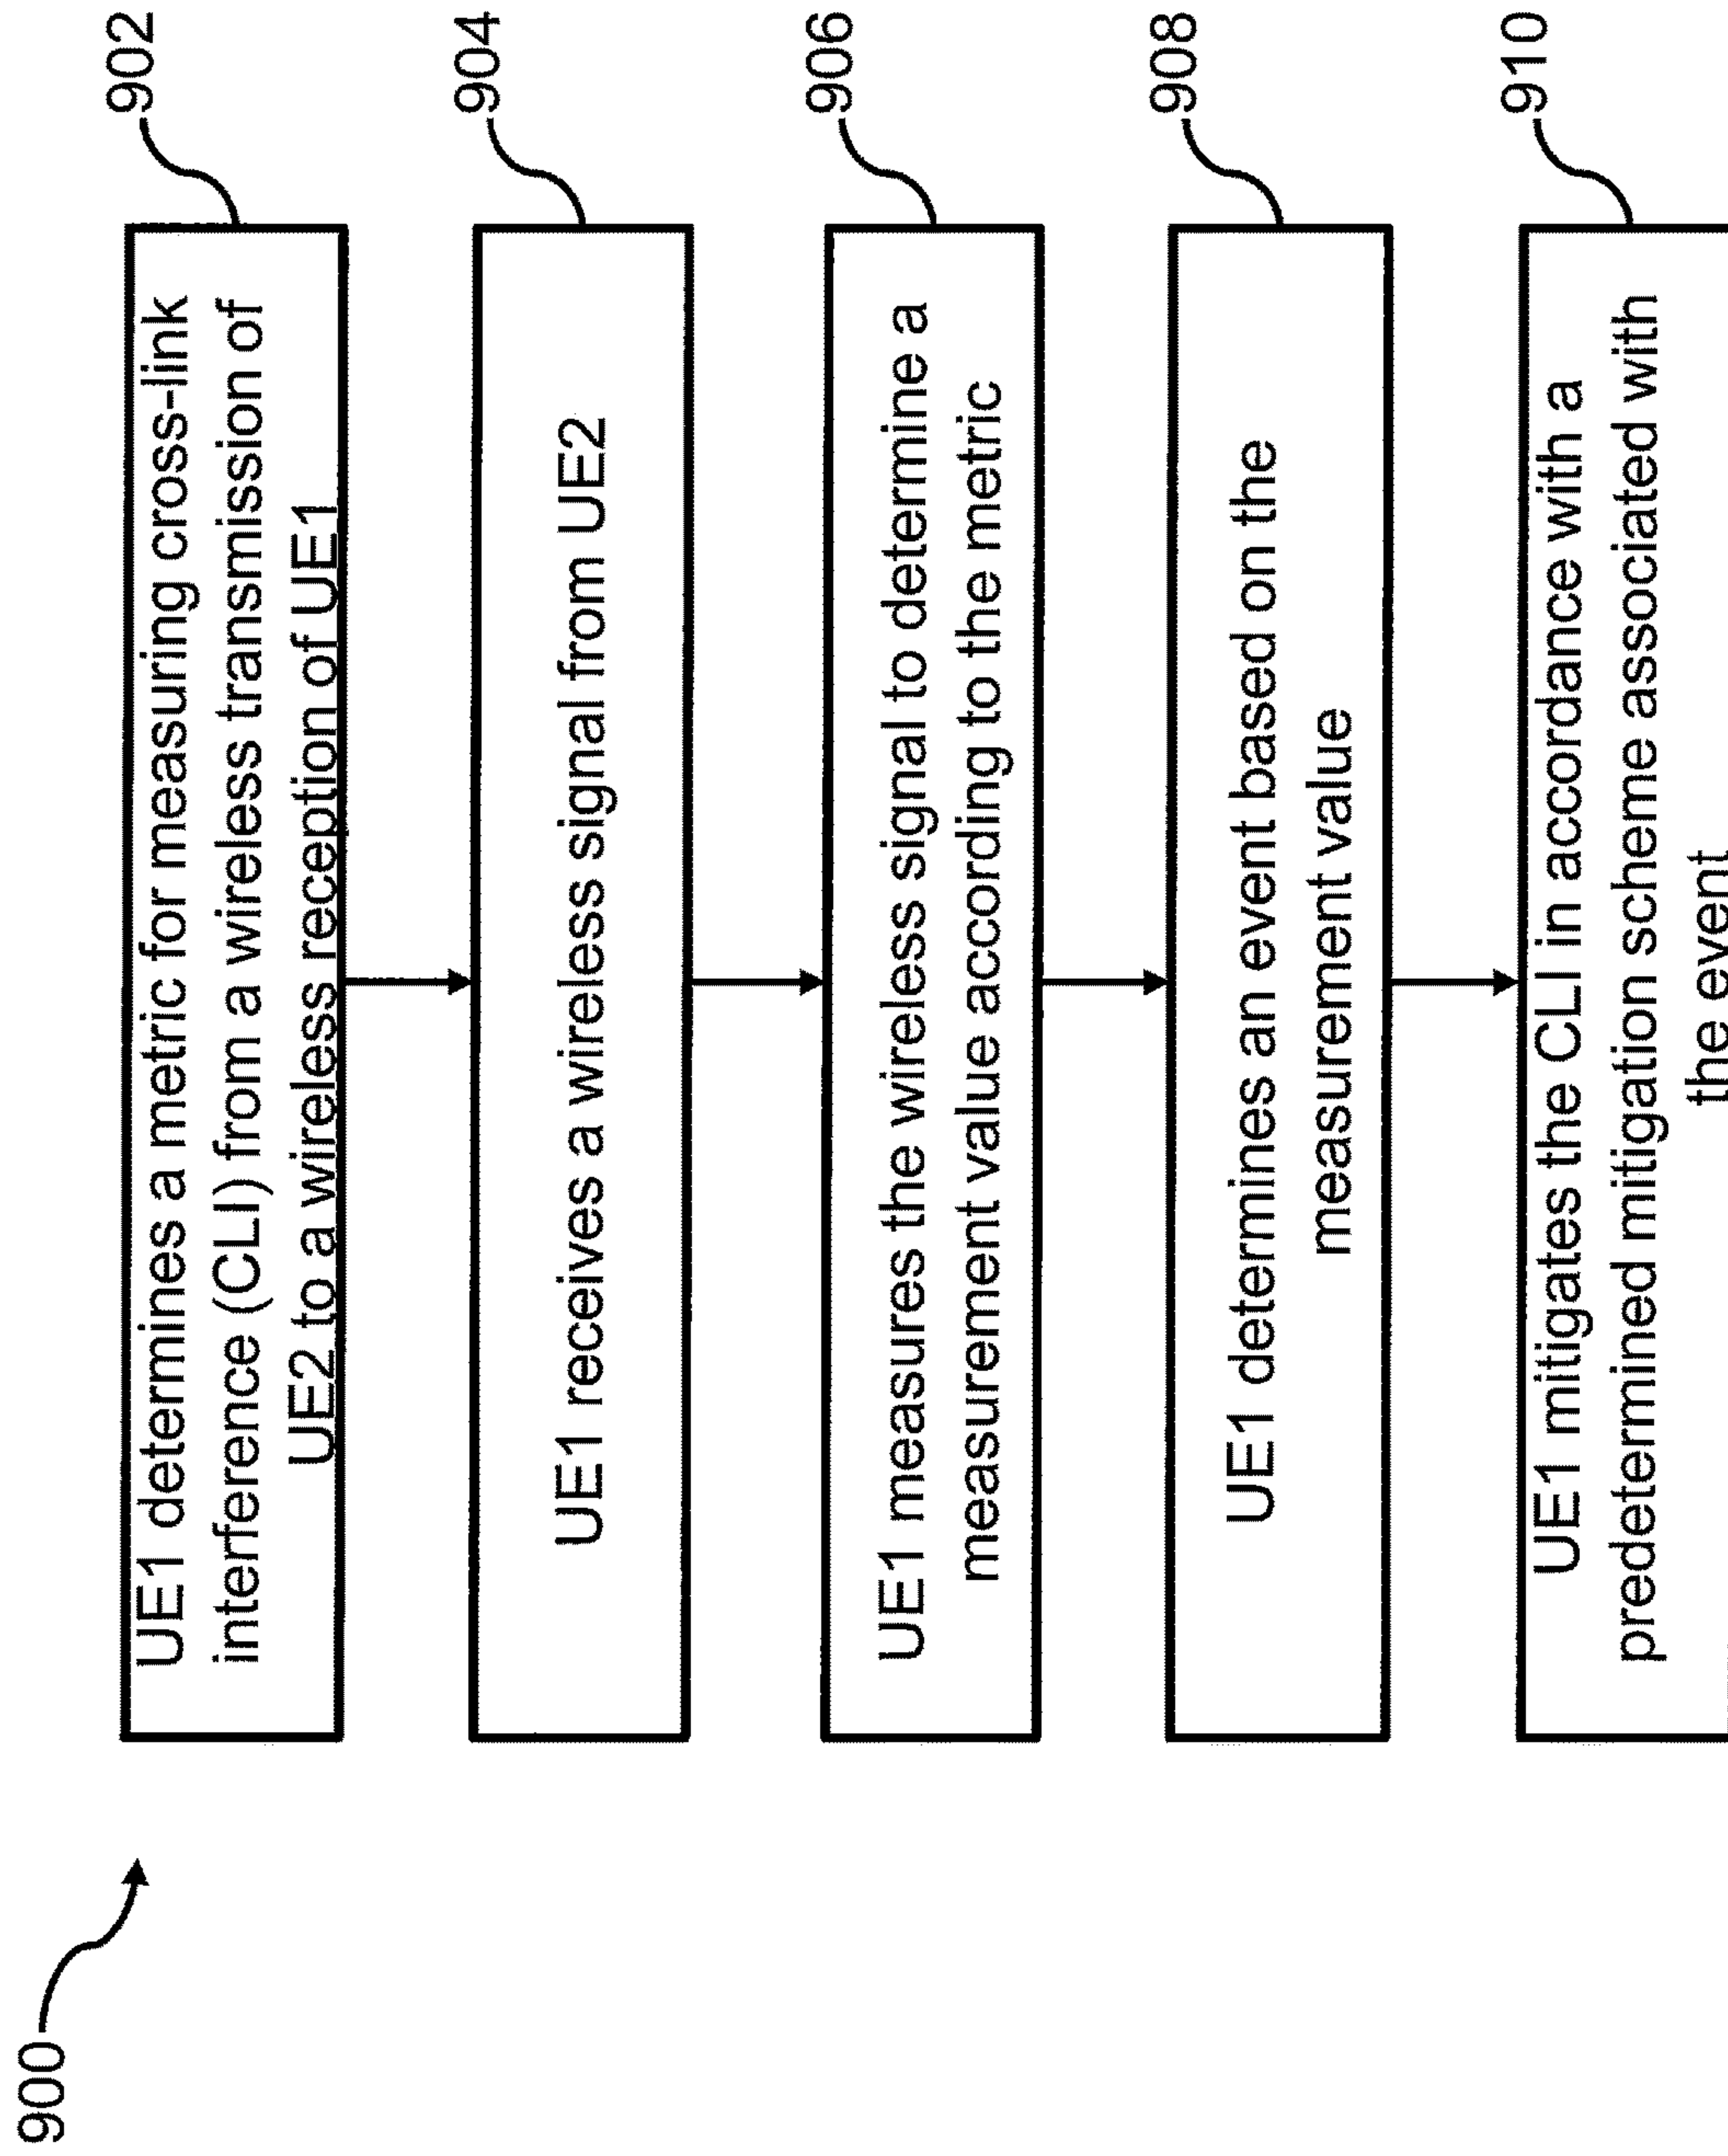 900
902
UE1 determines a metric for measuring cross-link
interference (CLI) from a wireless transmission of
UE2 to a wireless reception of UE1
904
UE1 receives a wireless signal from UE2
906
UE1 measures the wireless signal to determine a
measurement value according to the metric
908
UE1 determines an event based on the
measurement value
910
UE1 mitigates the CLI in accordance with a
predetermined mitigation scheme associated with
the event